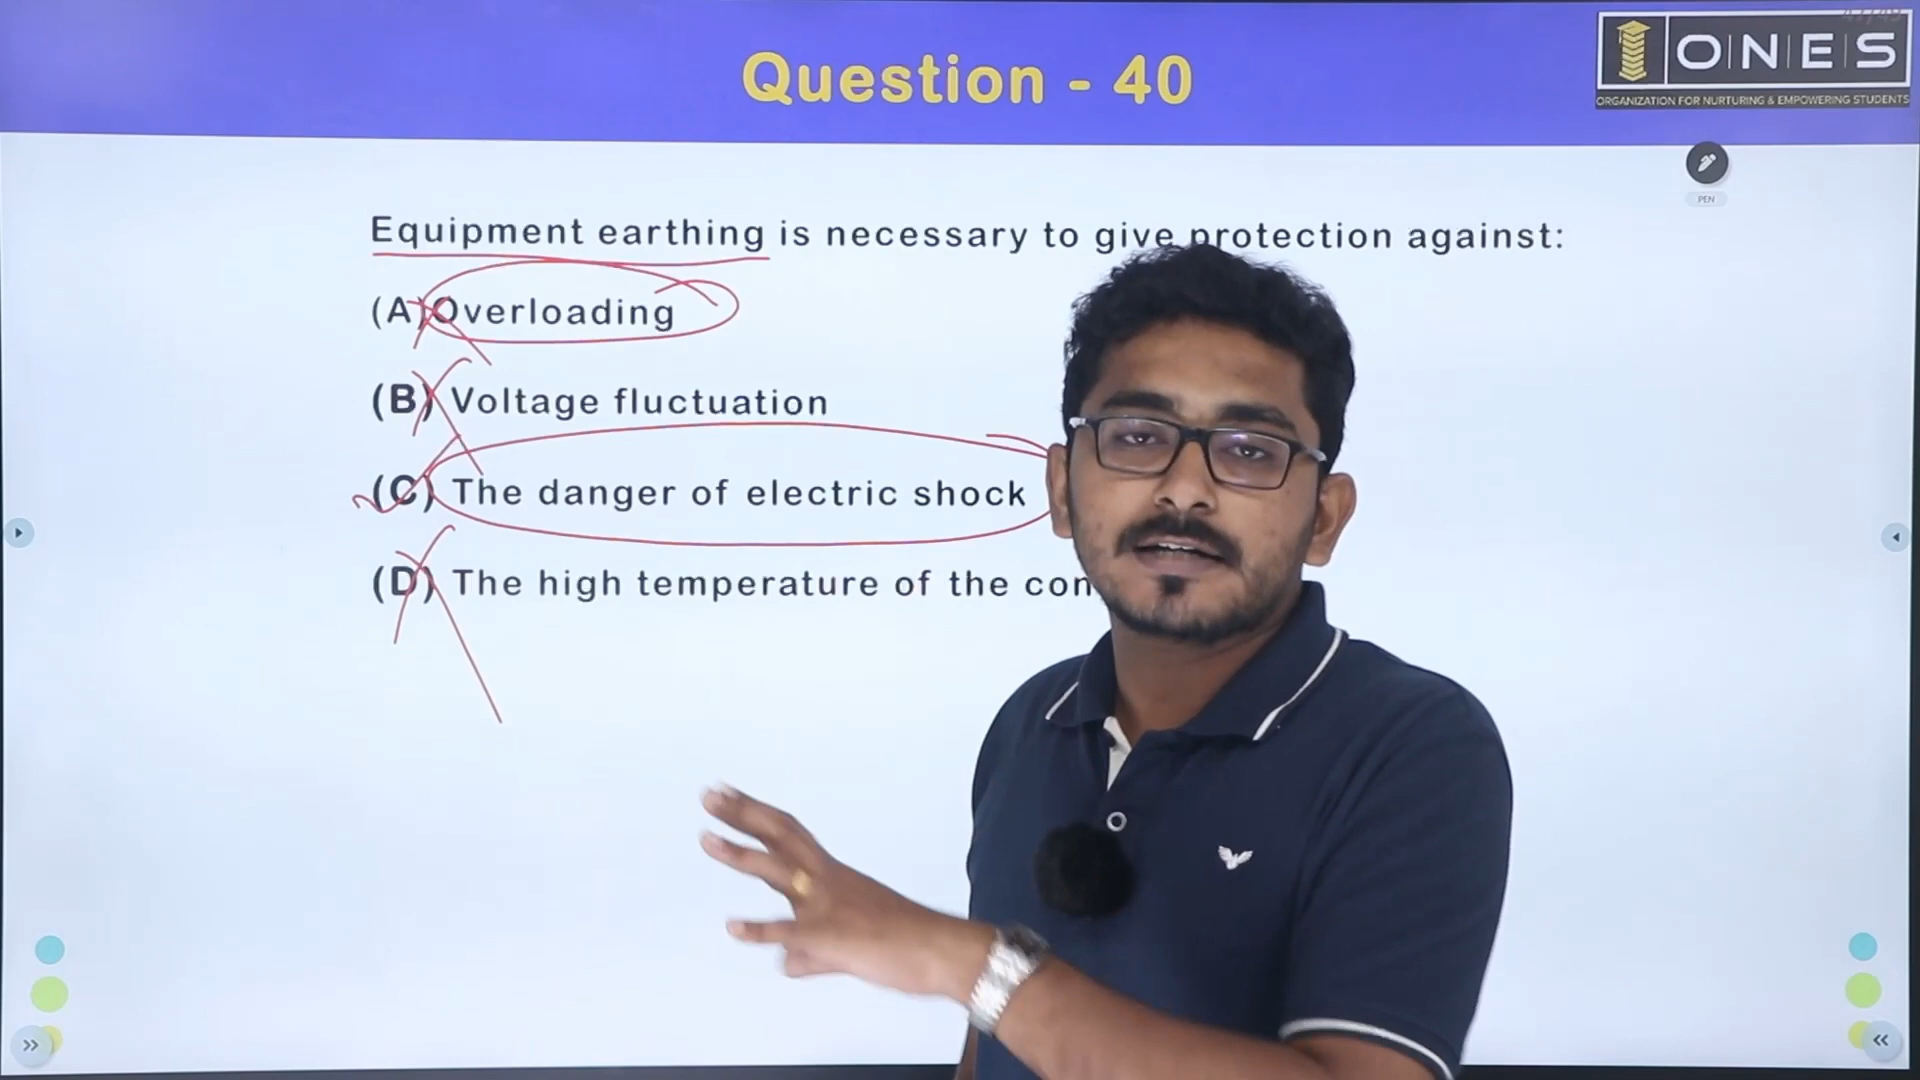 Question - 40
ONES
ORGANIZATION FOR NURTURING & EMPOWERING STUDENTS
PEN
Equipment earthing is necessary to give protection against:
(A) Overloading
(B) Voltage fluctuation
(C) The danger of electric shock
(D) The high temperature of the